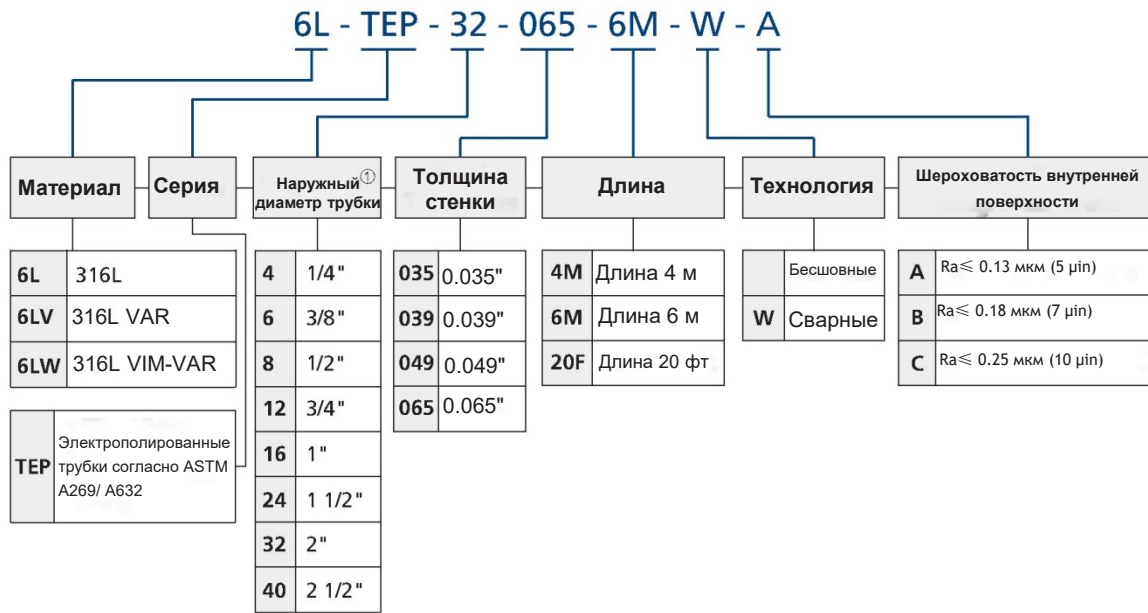 6L - TEP - 32 - 065 - 6M - W - A
Материал
Серия
Наружный①
диаметр трубки
Толщина
стенки
Длина
Технология
Шероховатость внутренней
поверхности
6L 316L
6LV 316L VAR
6LW 316L VIM-VAR
TEP
Электрополированные
трубки согласно ASTM
A269/ A632
4 1/4"
6 3/8"
8 1/2"
12 3/4"
16 1"
24 1 1/2"
32 2"
40 2 1/2"
035 0.035"
039 0.039"
049 0.049"
065 0.065"
4M Длина 4 м
6M Длина 6 м
20F Длина 20 фт
Бесшовные
W Сварные
A Ra≤ 0.13 мкм (5 μin)
B Ra≤ 0.18 мкм (7 μin)
C Ra≤ 0.25 мкм (10 μin)